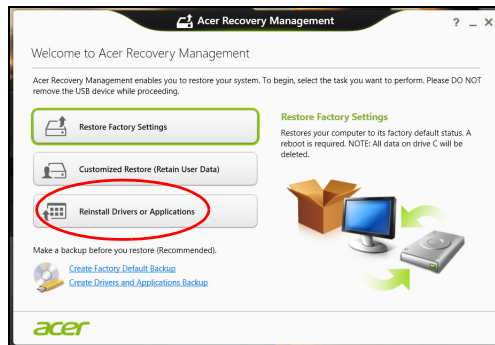 Acer Recovery Management
? _ X
Welcome to Acer Recovery Management
Acer Recovery Management enables you to restore your system. To begin, select the task you want to perform. Please DO NOT
remove the USB device while proceeding.
Restore Factory Settings
Customized Restore (Retain User Data)
Reinstall Drivers or Applications
Restore Factory Settings
Restores your computer to its factory default status. A
reboot is required. NOTE: All data on drive C will be
deleted.
Make a backup before you restore (Recommended).
Create Factory Default Backup
Create Drivers and Applications Backup
acer